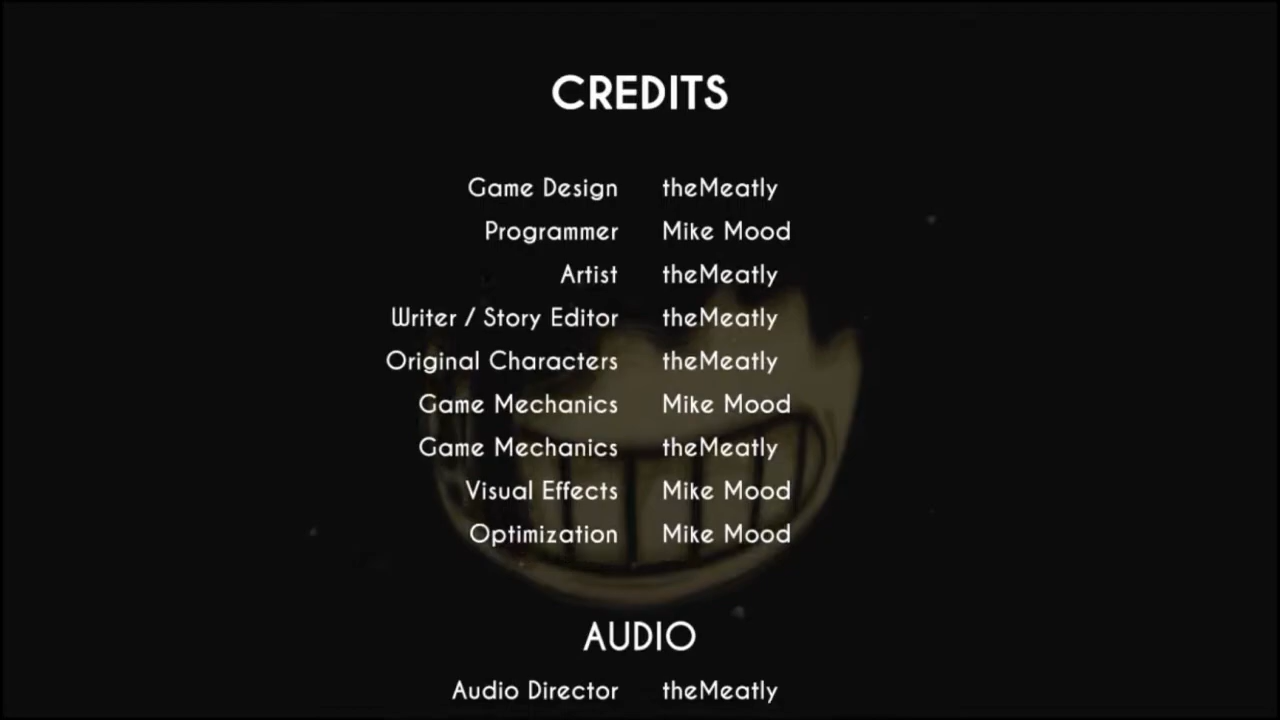 CREDITS
Game Design theMeatly
Programmer Mike Mood
Artist theMeatly
Writer / Story Editor theMeatly
Original Characters theMeatly
Game Mechanics Mike Mood
Game Mechanics theMeatly
Visual Effects Mike Mood
Optimization Mike Mood
AUDIO
Audio Director theMeatly